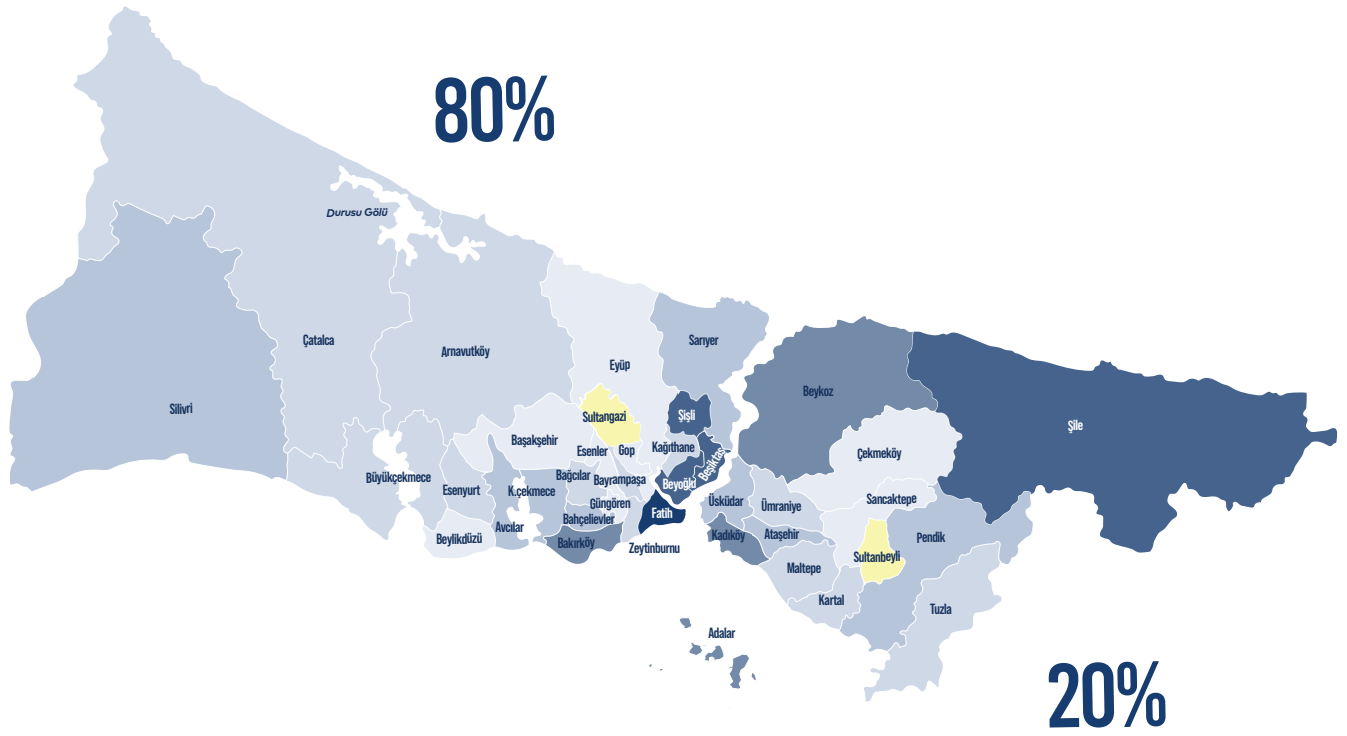 80%
Durusu Gölü
Çatalca
Arnavutköy
Sarıyer
Eyüp
Silivri
Beykoz
Sultangazi
Şişli
Şile
Başakşehir
Esenler
Gop
Kağıthane
Beşiktaş
Çekmeköy
Büyükçekmece
Esenyurt
K.çekmece
Bağcılar
Bayrampaşa
Beyoğlu
Güngören
Fatih
Üsküdar
Ümraniye
Sancaktepe
Beylikdüzü
Avcılar
Bahçelievler
Bakırköy
Zeytinburnu
Kadıköy
Ataşehir
Pendik
Sultanbeyli
Maltepe
Kartal
Tuzla
Adalar
20%